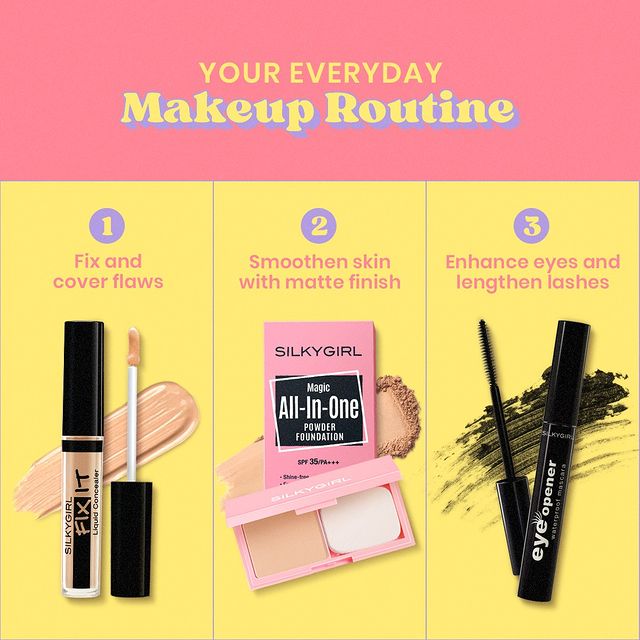 YOUR EVERYDAY
Makeup Routine
1
Fix and
cover flaws
SILKYGIRL
FIX IT
Liquid Concealer
2
Smoothen skin
with matte finish
SILKYGIRL
Magic
All-In-One
POWDER
FOUNDATION
SPF 35/PA+++
• Shine-free
SILKYGIRL
3
Enhance eyes and
lengthen lashes
SILKYGIRL
eye opener
waterproof mascara